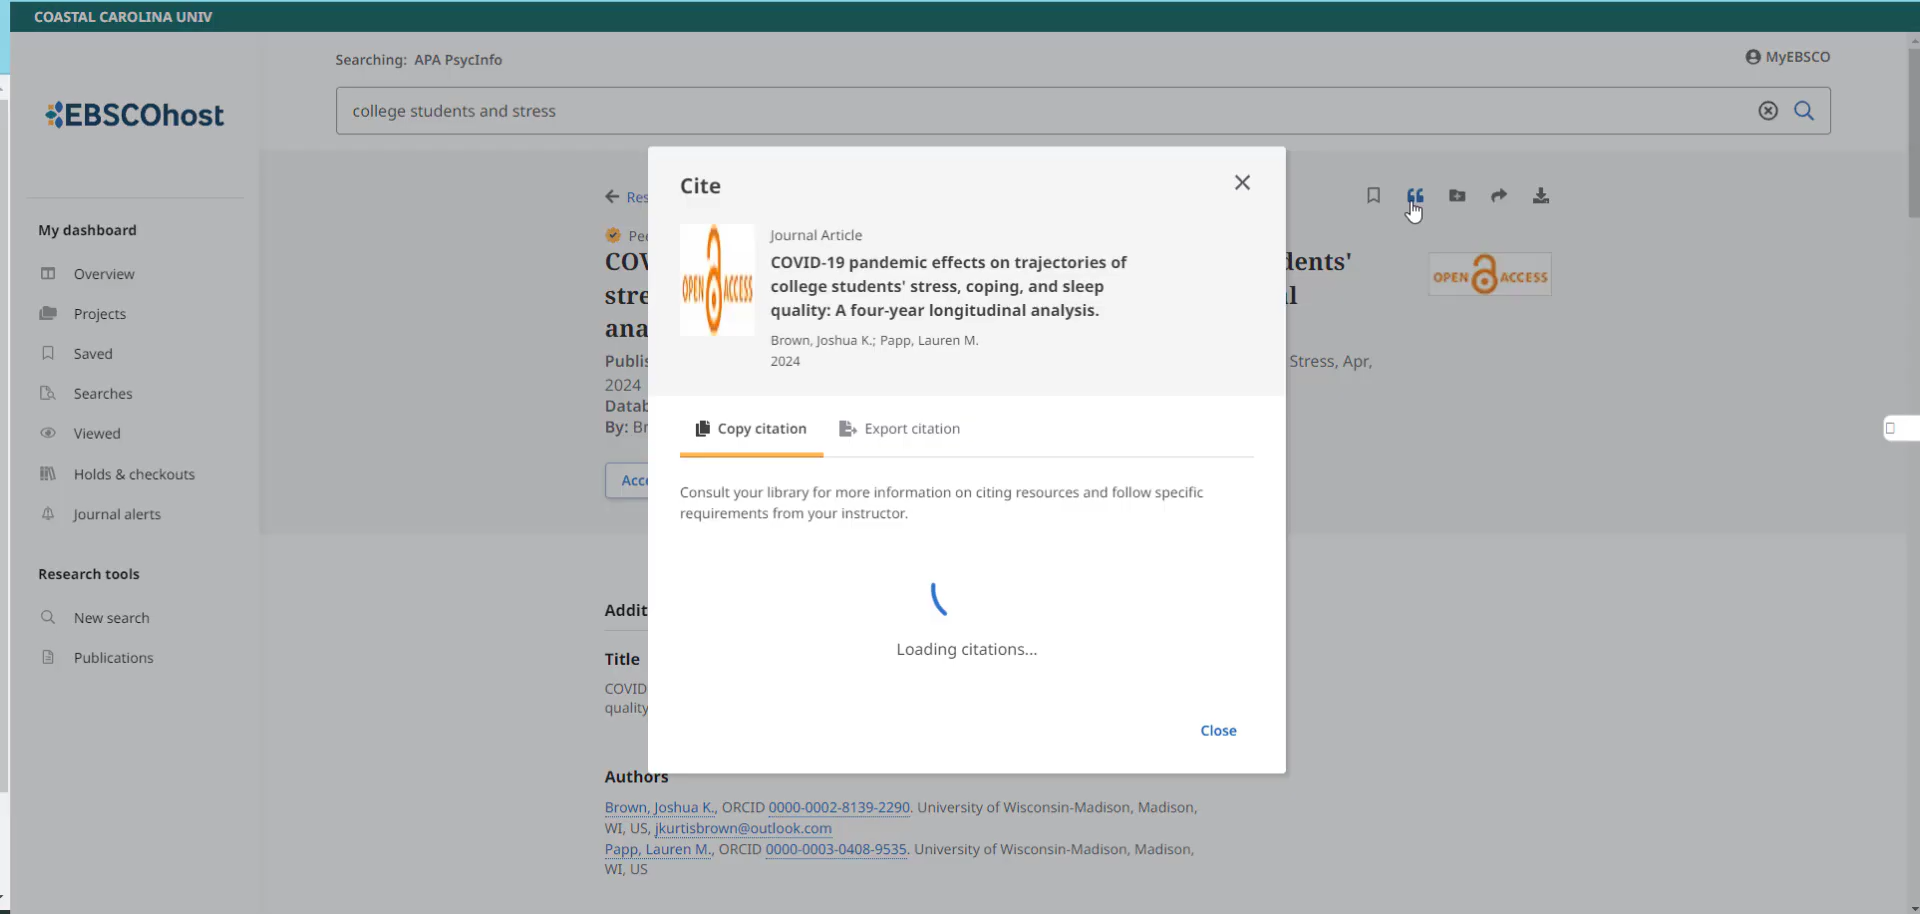 COASTAL CAROLINA UNIV
Searching: APA PsycInfo
MyEBSCO
EBSCOhost
college students and stress
My dashboard
Overview
Projects
Saved
Searches
Viewed
Holds & checkouts
Journal alerts
Research tools
New search
Publications
Cite
OPEN ACCESS
Journal Article
COVID-19 pandemic effects on trajectories of
college students' stress, coping, and sleep
quality: A four-year longitudinal analysis.
Brown, Joshua K.; Papp, Lauren M.
2024
Copy citation
Export citation
Consult your library for more information on citing resources and follow specific
requirements from your instructor.
Loading citations...
Close
OPEN ACCESS
Stress, Apr,
2024
By:
Title
COVID
quality
Authors
Brown, Joshua K., ORCID 0000-0002-8139-2290. University of Wisconsin-Madison, Madison,
WI, US, jkurtisbrown@outlook.com
Papp, Lauren M., ORCID 0000-0003-0408-9535. University of Wisconsin-Madison, Madison,
WI, US